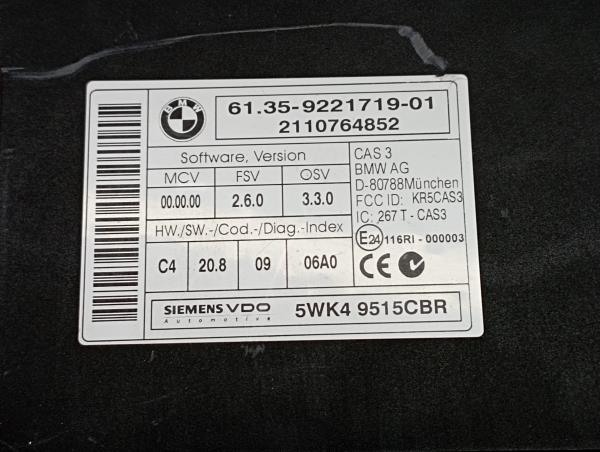 BMW
61.35-9221719-01
2110764852
Software, Version
MCV FSV OSV
00.00.00 2.6.0 3.3.0
HW./SW.-/Cod.-/Diag.-Index
C4 20.8 09 06A0
CAS 3
BMW AG
D-80788München
FCC ID: KR5CAS3
IC: 267 T - CAS3
E24 116RI - 000003
CE N
SIEMENS VDO
Automotive
5WK4 9515CBR